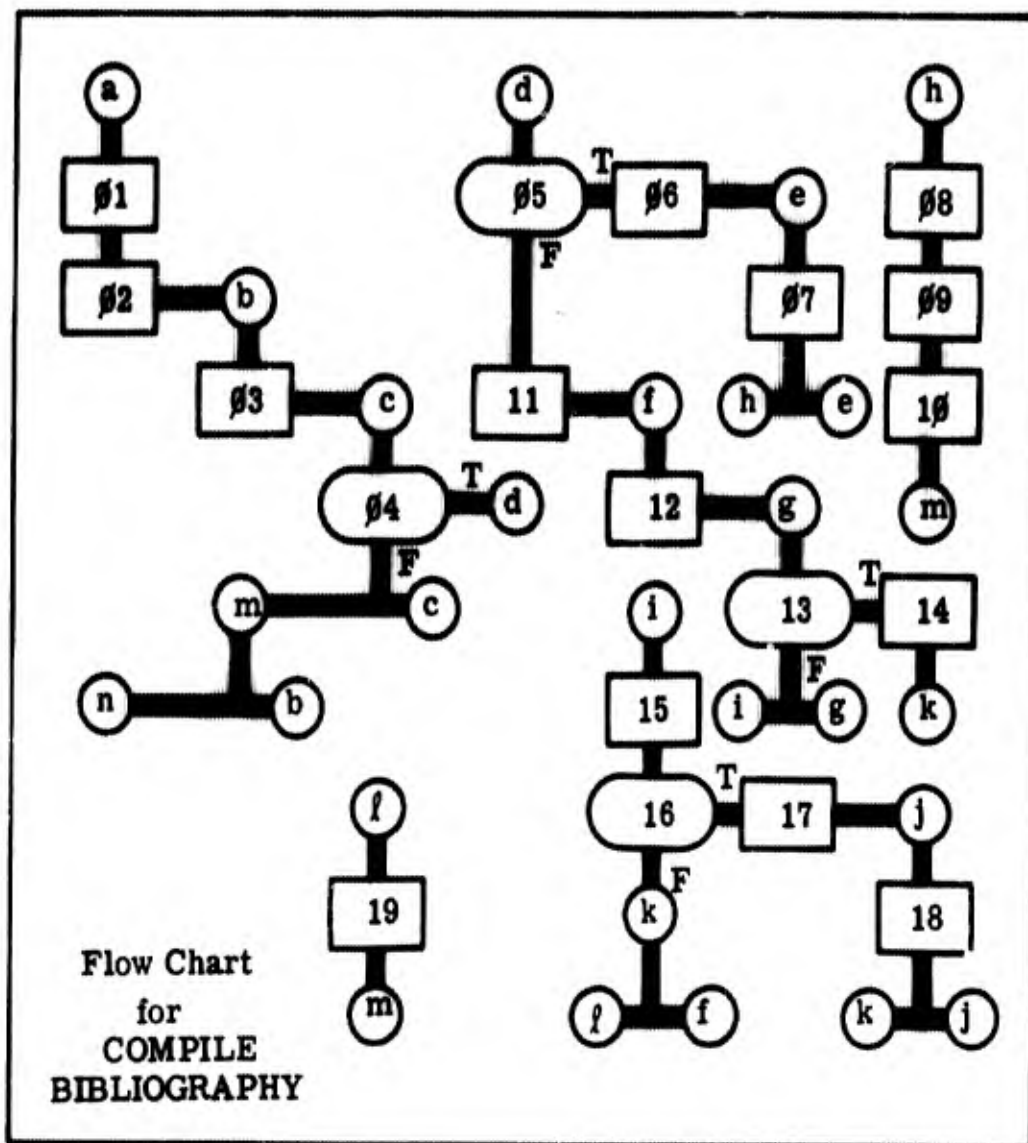 a
d
h
Ø1
Ø5
T
Ø6
e
Ø8
F
Ø2
b
Ø7
Ø9
Ø3
c
11
f
h
e
1Ø
Ø4
T
d
12
g
m
F
m
c
i
13
T
14
n
b
15
F
i
g
k
ℓ
16
T
17
j
19
F
k
18
m
ℓ
f
k
j
Flow Chart
for
COMPILE
BIBLIOGRAPHY